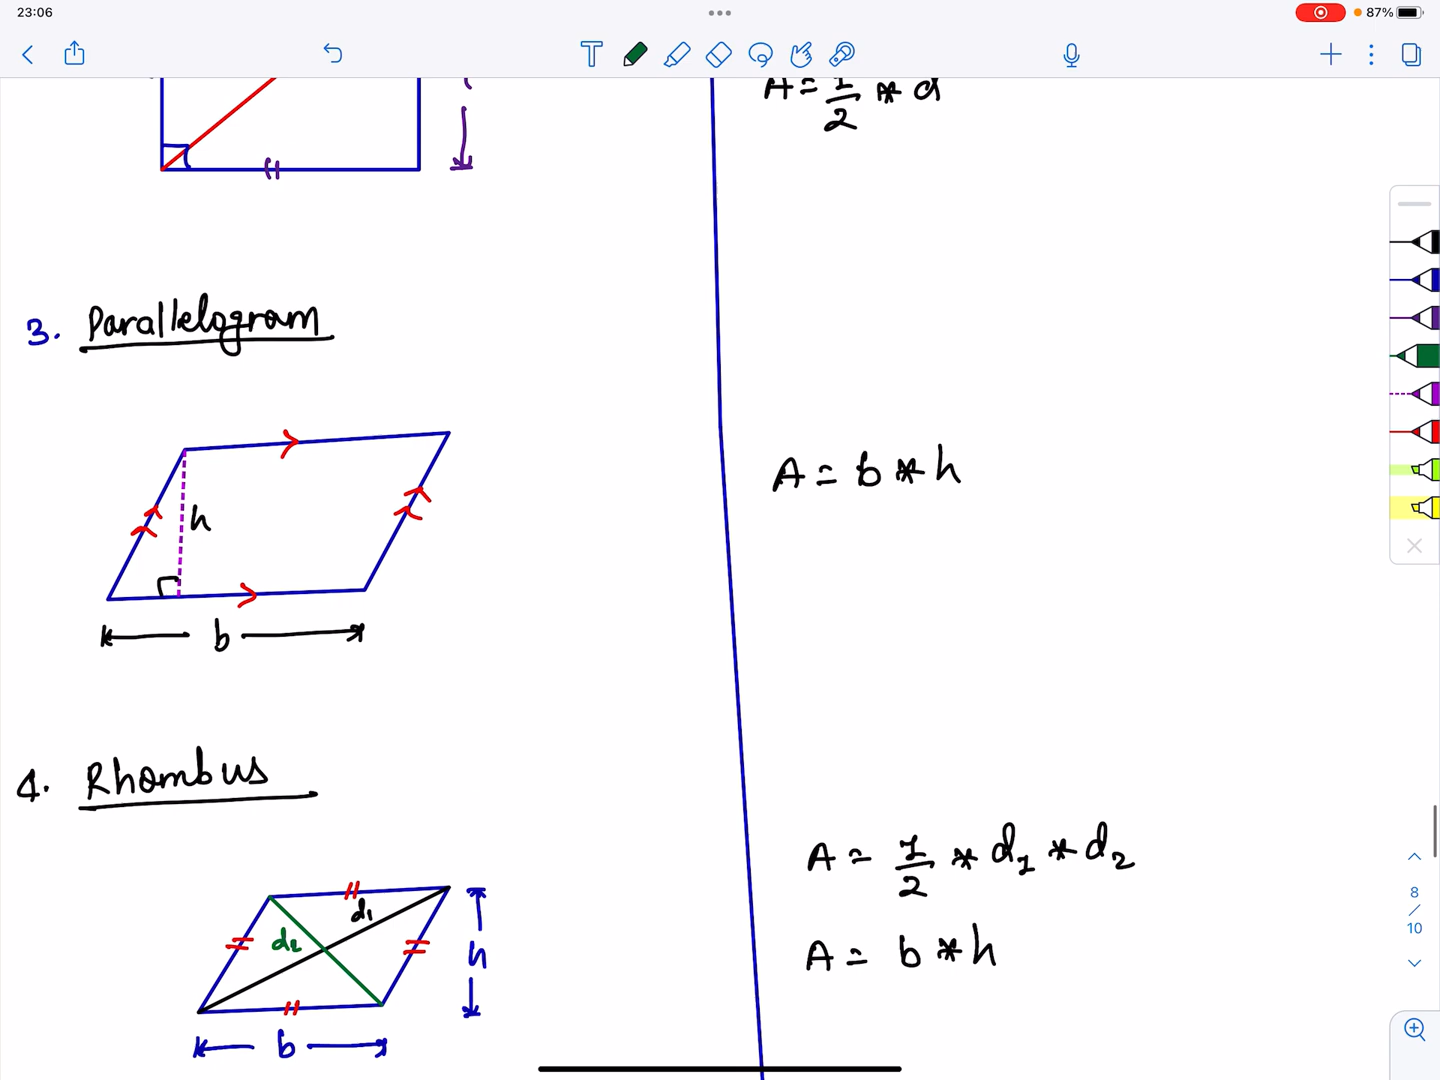 23:06
87%
T
A = 1/2 * d
3. Parallelogram
h
b
A = b * h
4. Rhombus
d1
d2
h
b
A = 1/2 * d1 * d2
A = b * h
8
/
10